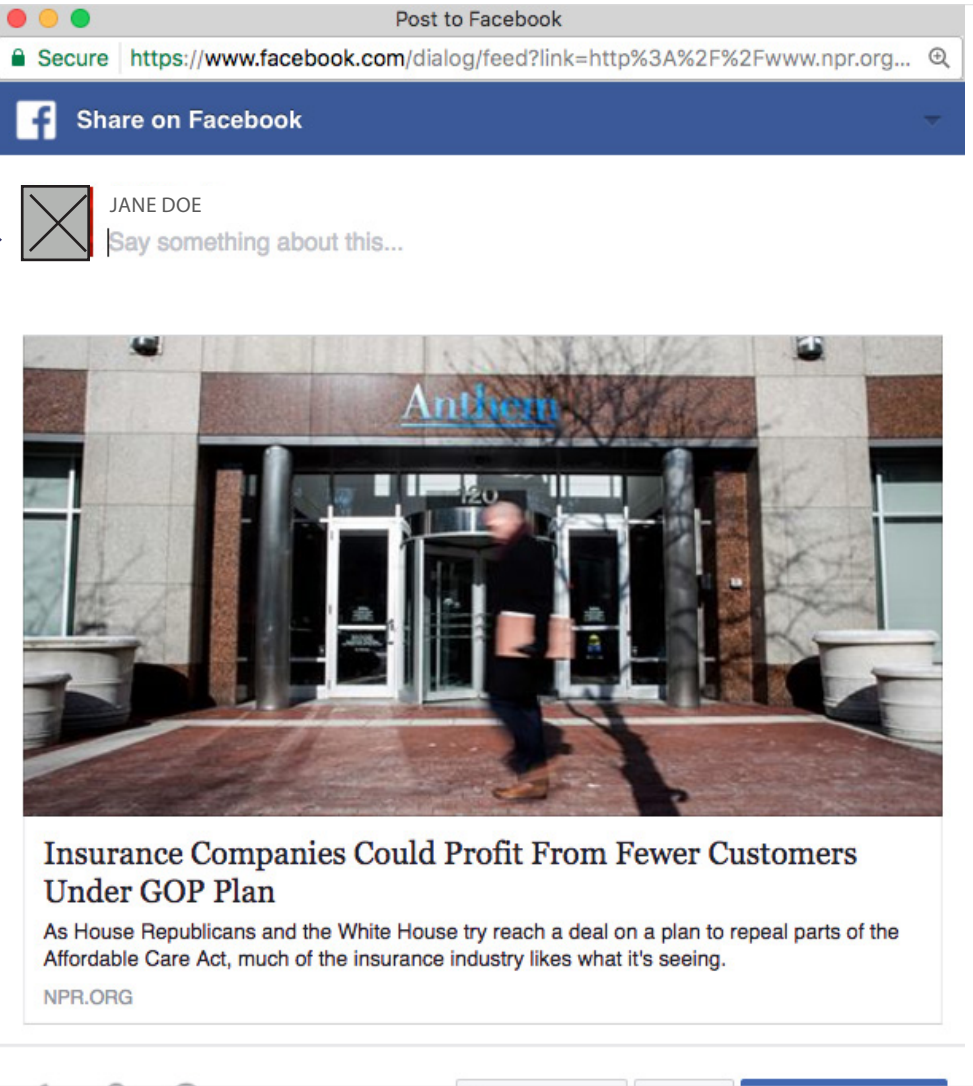 Post to Facebook
Secure https://www.facebook.com/dialog/feed?link=http%3A%2F%2Fwww.npr.org...
f Share on Facebook
JANE DOE
Say something about this...
Anthem
120
Insurance Companies Could Profit From Fewer Customers
Under GOP Plan
As House Republicans and the White House try reach a deal on a plan to repeal parts of the
Affordable Care Act, much of the insurance industry likes what it's seeing.
NPR.ORG